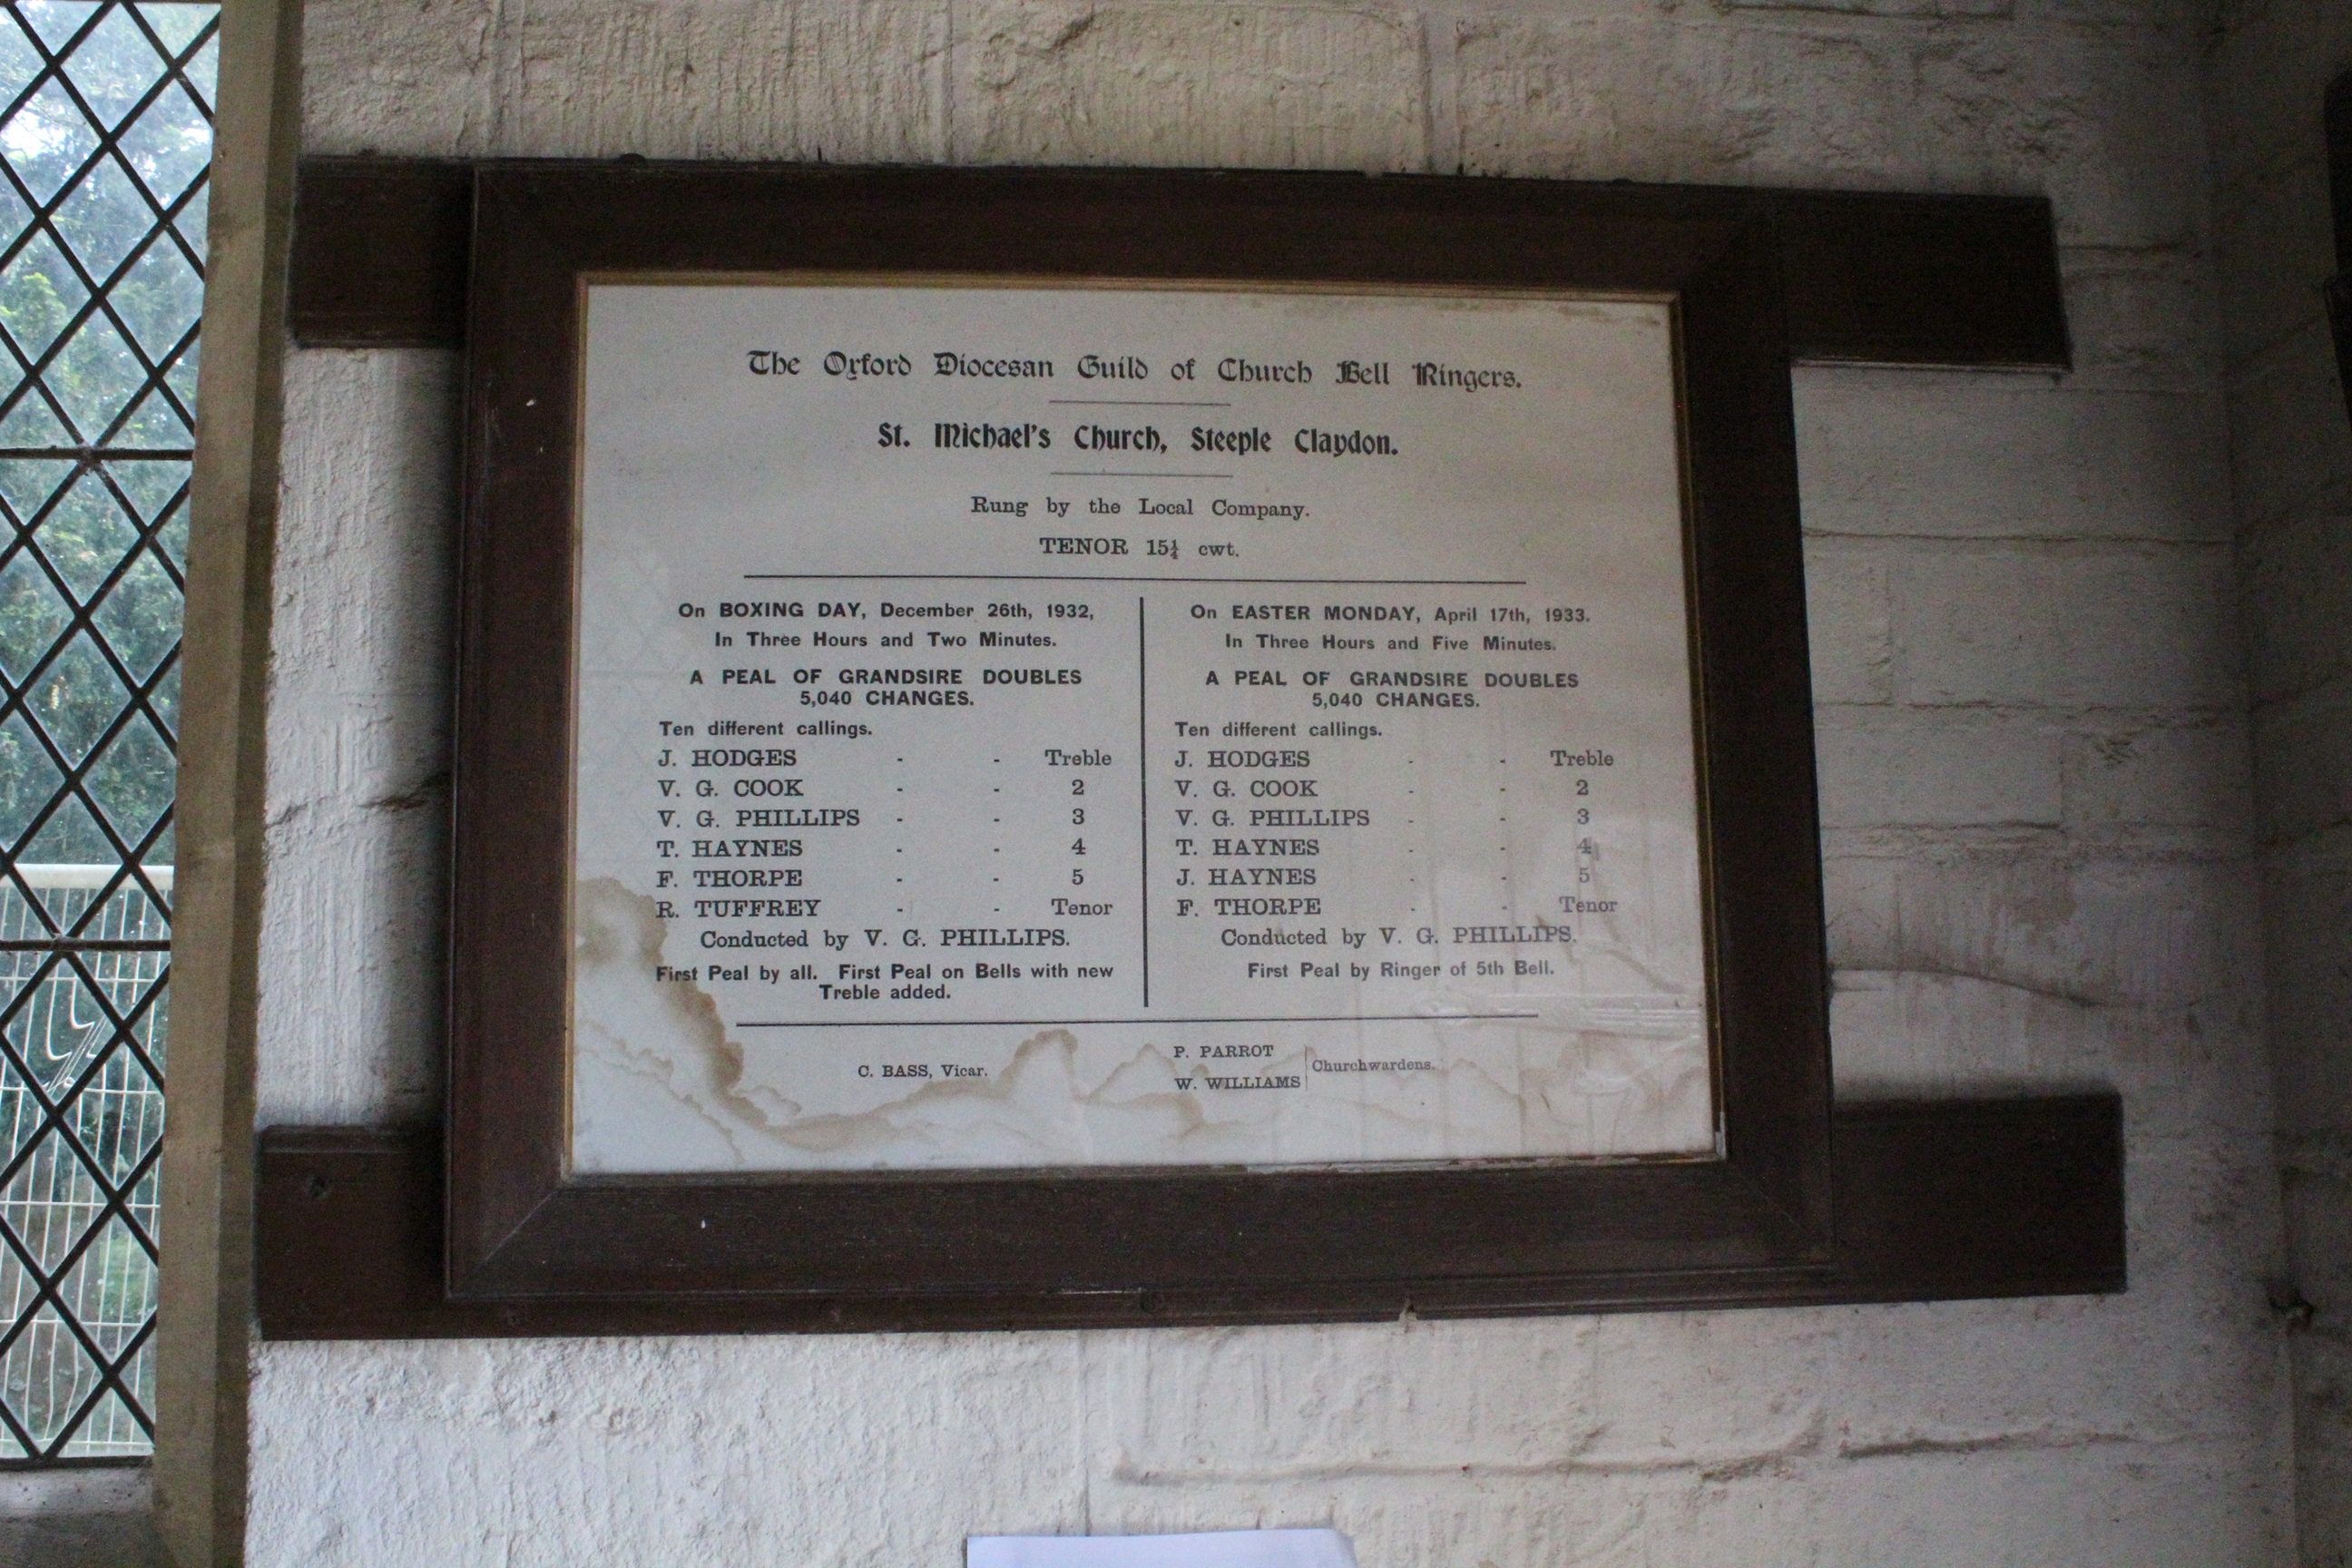 The Oxford Diocesan Guild of Church Bell Ringers.
St. Michael's Church, Steeple Claydon.
Rung by the Local Company.
TENOR 15¼ cwt.
On BOXING DAY, December 26th, 1932,
In Three Hours and Two Minutes.
A PEAL OF GRANDSIRE DOUBLES
5,040 CHANGES.
Ten different callings.
J. HODGES - - Treble
V. G. COOK - - 2
V. G. PHILLIPS - - 3
T. HAYNES - - 4
F. THORPE - - 5
R. TUFFREY - - Tenor
Conducted by V. G. PHILLIPS.
First Peal by all. First Peal on Bells with new
Treble added.
On EASTER MONDAY, April 17th, 1933.
In Three Hours and Five Minutes.
A PEAL OF GRANDSIRE DOUBLES
5,040 CHANGES.
Ten different callings.
J. HODGES - - Treble
V. G. COOK - - 2
V. G. PHILLIPS - - 3
T. HAYNES - - 4
J. HAYNES - - 5
F. THORPE - - Tenor
Conducted by V. G. PHILLIPS.
First Peal by Ringer of 5th Bell.
C. BASS, Vicar.
P. PARROT
W. WILLIAMS
Churchwardens.